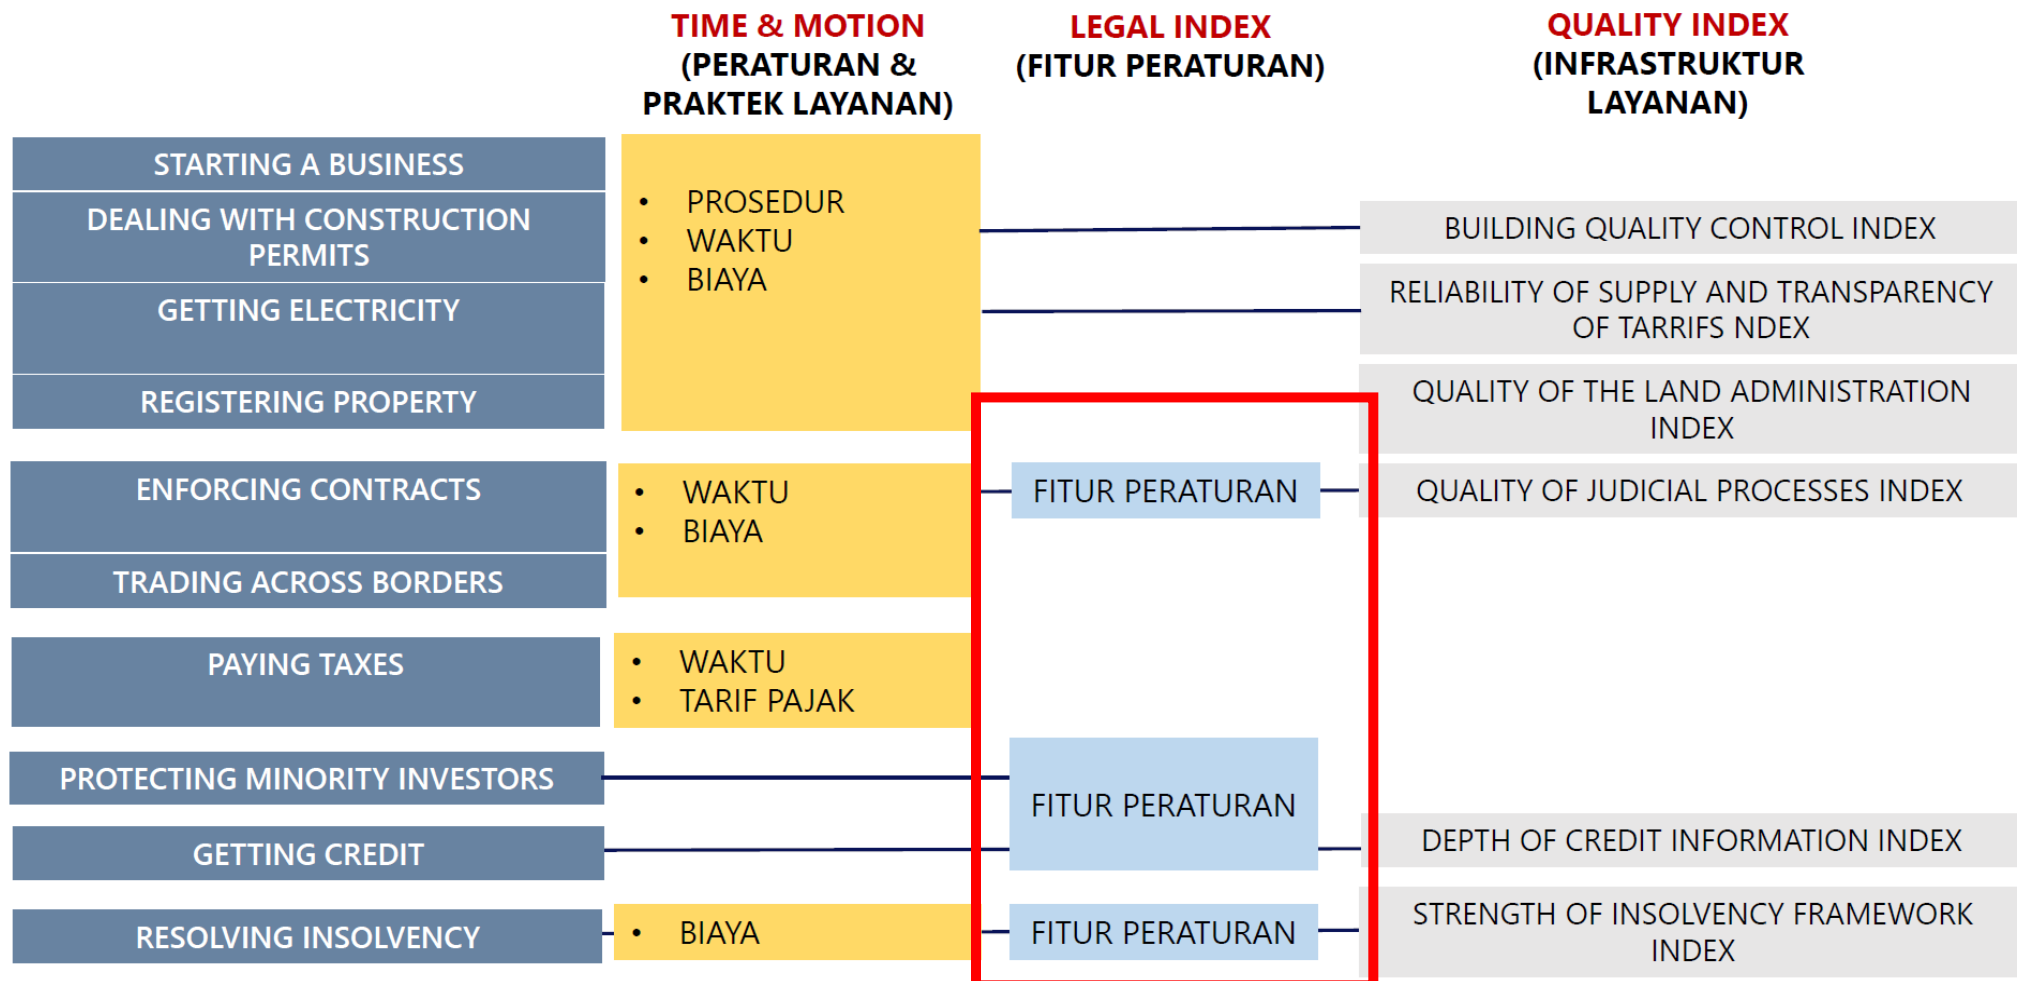 TIME & MOTION
(PERATURAN &
PRAKTEK LAYANAN)
LEGAL INDEX
(FITUR PERATURAN)
QUALITY INDEX
(INFRASTRUKTUR
LAYANAN)
STARTING A BUSINESS
DEALING WITH CONSTRUCTION
PERMITS
GETTING ELECTRICITY
REGISTERING PROPERTY
• PROSEDUR
• WAKTU
• BIAYA
BUILDING QUALITY CONTROL INDEX
RELIABILITY OF SUPPLY AND TRANSPARENCY
OF TARRIFS NDEX
QUALITY OF THE LAND ADMINISTRATION
INDEX
ENFORCING CONTRACTS
TRADING ACROSS BORDERS
• WAKTU
• BIAYA
FITUR PERATURAN
QUALITY OF JUDICIAL PROCESSES INDEX
PAYING TAXES
• WAKTU
• TARIF PAJAK
PROTECTING MINORITY INVESTORS
GETTING CREDIT
FITUR PERATURAN
DEPTH OF CREDIT INFORMATION INDEX
RESOLVING INSOLVENCY
• BIAYA
FITUR PERATURAN
STRENGTH OF INSOLVENCY FRAMEWORK
INDEX